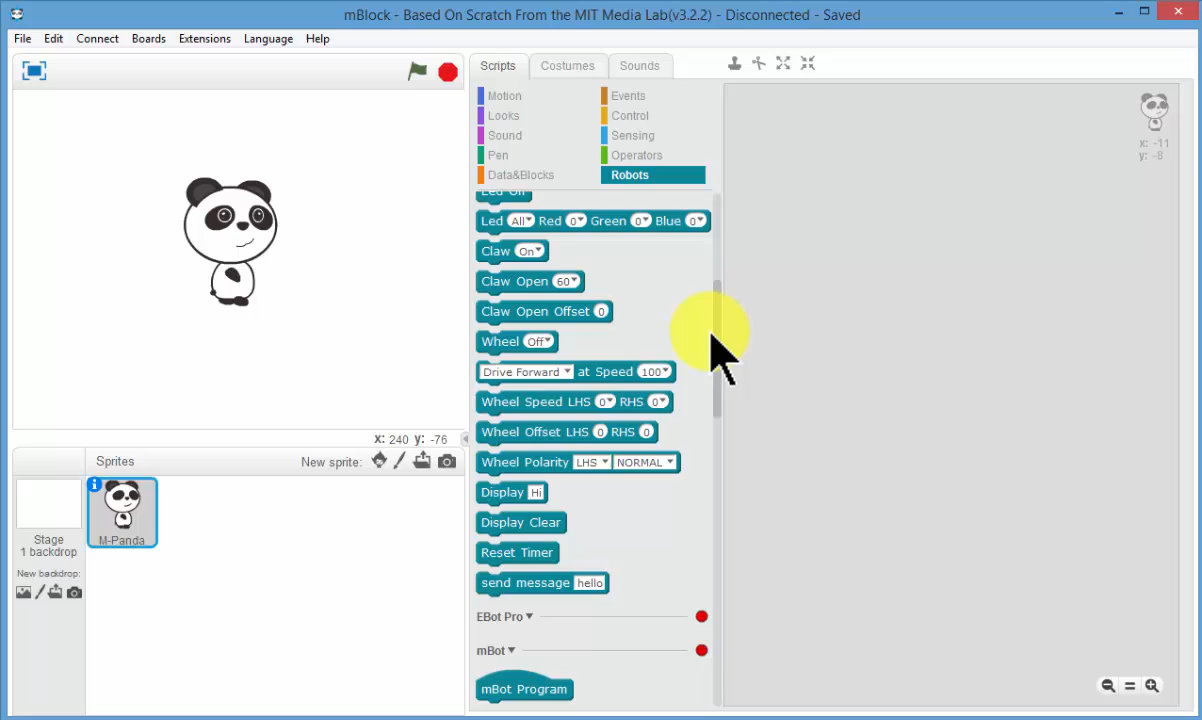 mBlock - Based On Scratch From the MIT Media Lab(v3.2.2) - Disconnected - Saved
File Edit Connect Boards Extensions Language Help
Scripts Costumes Sounds
Motion Events
Looks Control
Sound Sensing
Pen Operators
Data&Blocks Robots
x: -11
y: -8
Led Off
Led All Red 0 Green 0 Blue 0
Claw On
Claw Open 60
Claw Open Offset 0
Wheel Off
Drive Forward at Speed 100
Wheel Speed LHS 0 RHS 0
Wheel Offset LHS 0 RHS 0
Wheel Polarity LHS NORMAL
Display Hi
Display Clear
Reset Timer
send message hello
EBot Pro
mBot
mBot Program
x: 240 y: -76
Sprites New sprite:
Stage
1 backdrop
New backdrop:
i
M-Panda